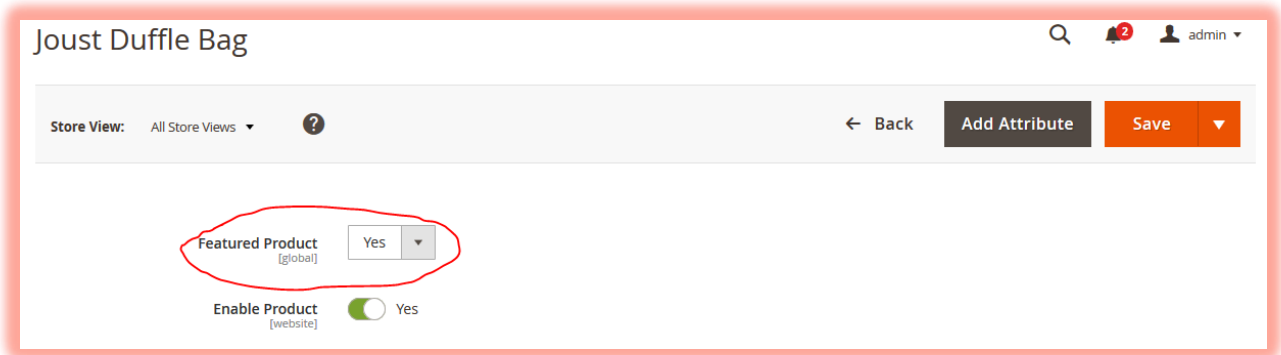 Joust Duffle Bag
2 admin
Store View: All Store Views ? Back Add Attribute Save
Featured Product Yes
[global]
Enable Product Yes
[website]